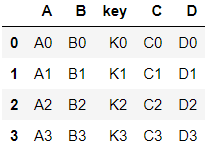 A B key C D
0 A0 B0 K0 C0 D0
1 A1 B1 K1 C1 D1
2 A2 B2 K2 C2 D2
3 A3 B3 K3 C3 D3